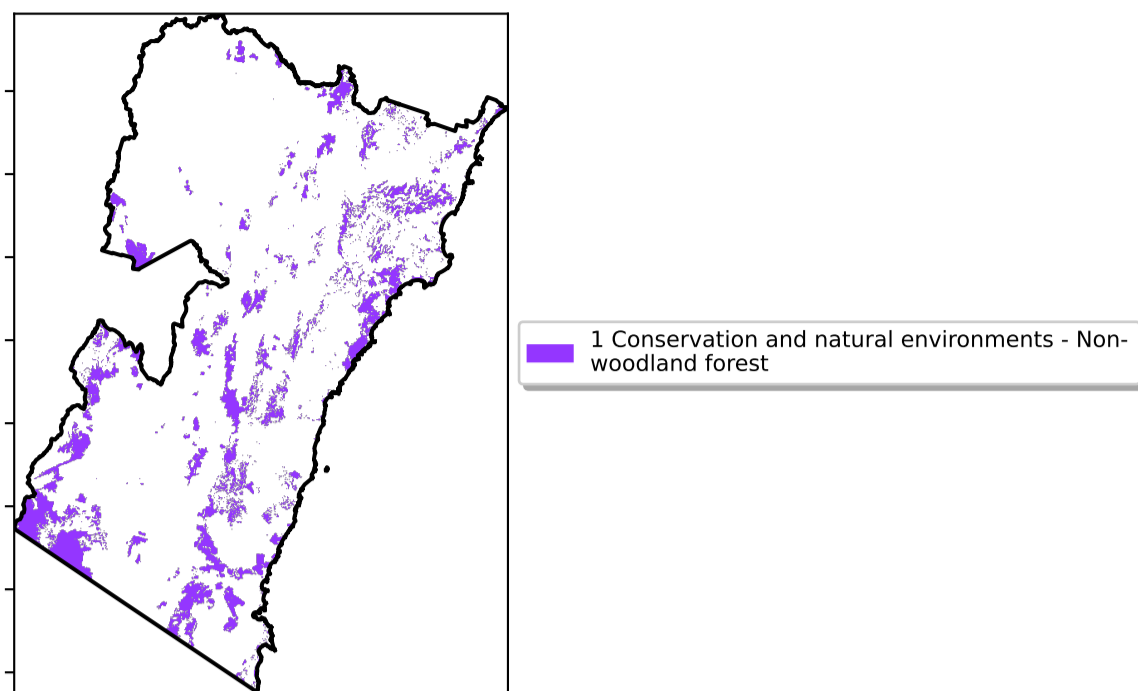 1 Conservation and natural environments - Non-
woodland forest